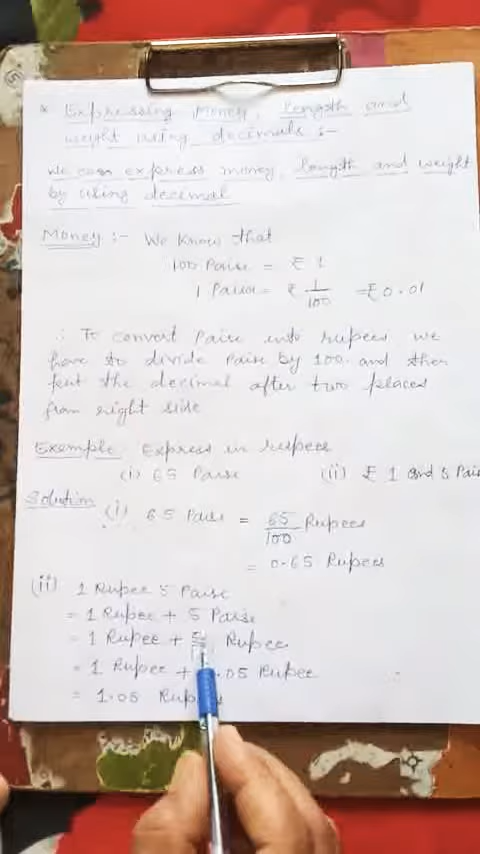 * Expressing Money, Length and
weight using decimals :-
We can express money, length and weight
by using decimal
Money :- We Know that
100 Paise = ₹ 1
1 Paise = ₹ 1/100 = ₹ 0.01
∴ To convert Paise into rupees we
have to divide Paise by 100. and then
put the decimal after two places
from right side
Example Express in rupees
(i) 65 Paise (ii) ₹ 1 and 5 Pais
Solution (i) 65 Paise = 65/100 Rupees
= 0.65 Rupees
(ii) 1 Rupee 5 Paise
= 1 Rupee + 5 Paise
= 1 Rupee + 5 Rupee
= 1 Rupee + .05 Rupee
= 1.05 Rupee